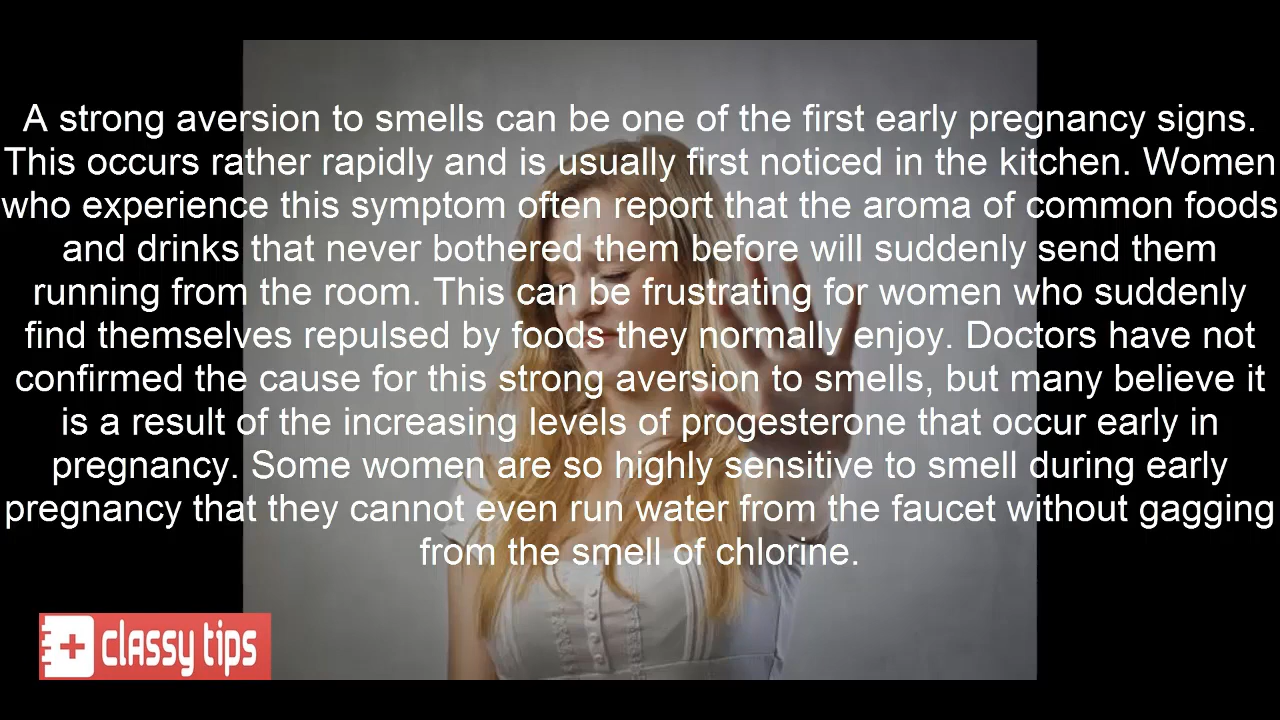 A strong aversion to smells can be one of the first early pregnancy signs.
This occurs rather rapidly and is usually first noticed in the kitchen. Women
who experience this symptom often report that the aroma of common foods
and drinks that never bothered them before will suddenly send them
running from the room. This can be frustrating for women who suddenly
find themselves repulsed by foods they normally enjoy. Doctors have not
confirmed the cause for this strong aversion to smells, but many believe it
is a result of the increasing levels of progesterone that occur early in
pregnancy. Some women are so highly sensitive to smell during early
pregnancy that they cannot even run water from the faucet without gagging
from the smell of chlorine.
classy tips